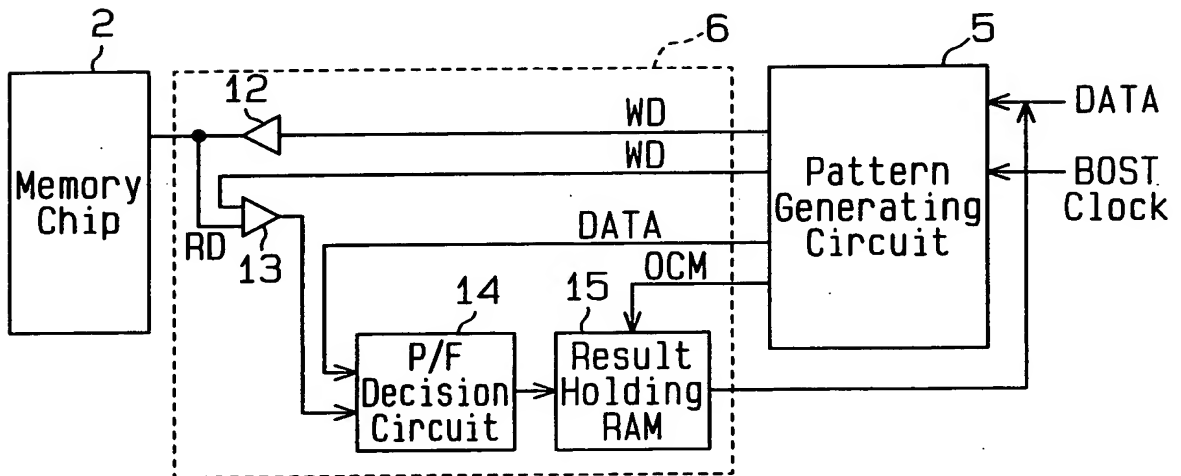 2
6
5
12
WD
DATA
WD
Memory
Chip
Pattern
Generating
Circuit
BOST
Clock
RD
13
DATA
OCM
14
15
P/F
Decision
Circuit
Result
Holding
RAM